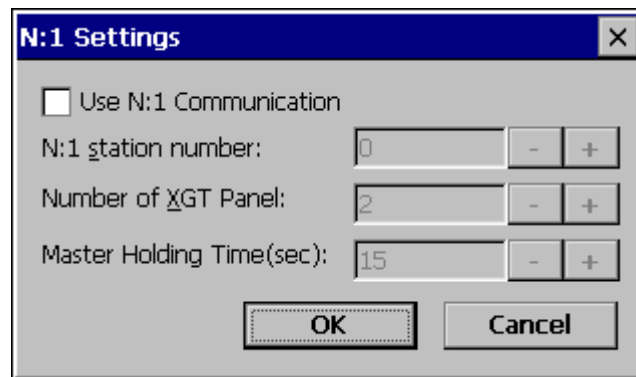 N:1 Settings
Use N:1 Communication
N:1 station number: 0 - +
Number of XGT Panel: 2 - +
Master Holding Time(sec): 15 - +
OK Cancel